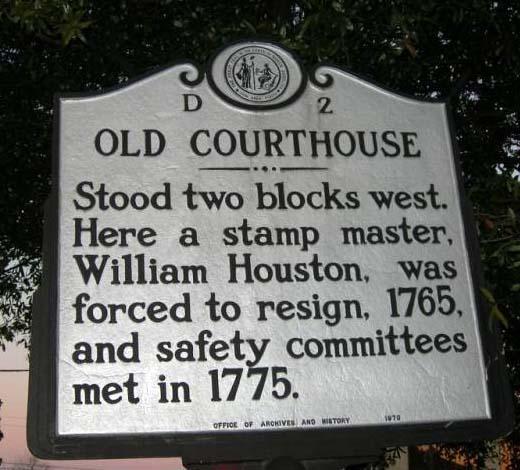 D 2
OLD COURTHOUSE
Stood two blocks west.
Here a stamp master,
William Houston, was
forced to resign, 1765,
and safety committees
met in 1775.
OFFICE OF ARCHIVES AND HISTORY 1970